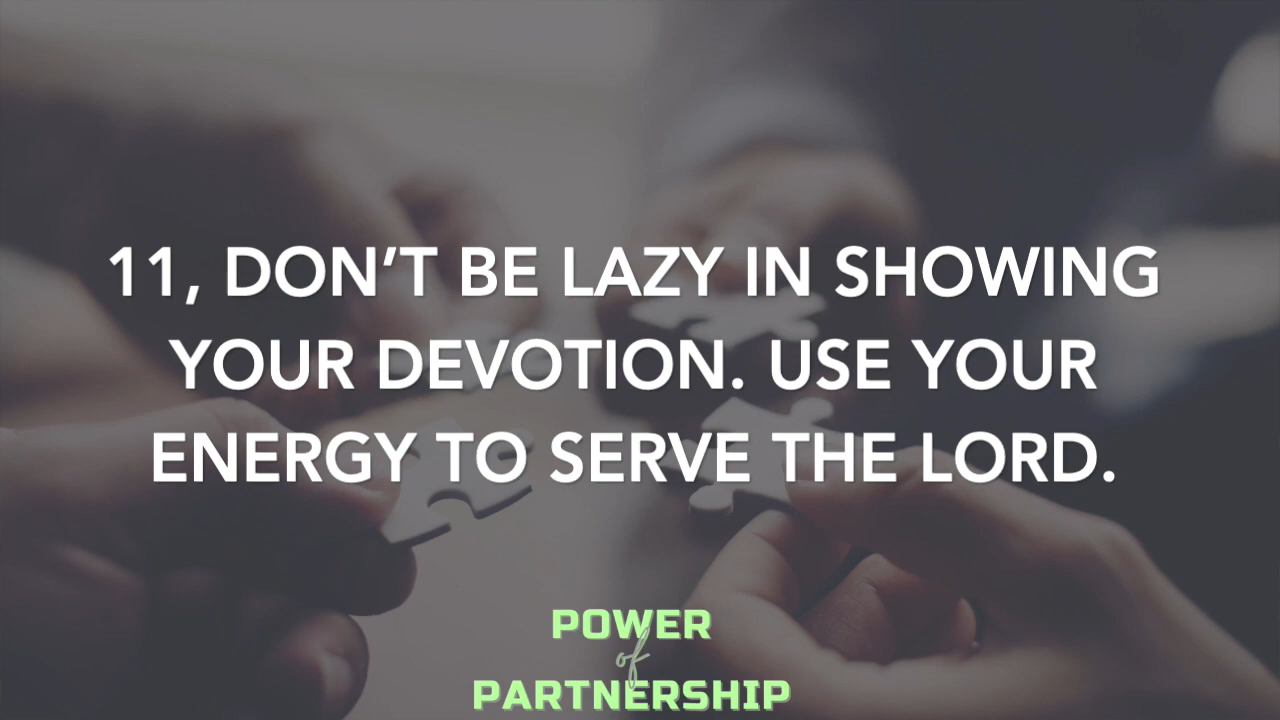 11, DON’T BE LAZY IN SHOWING
YOUR DEVOTION. USE YOUR
ENERGY TO SERVE THE LORD.
POWER
of
PARTNERSHIP